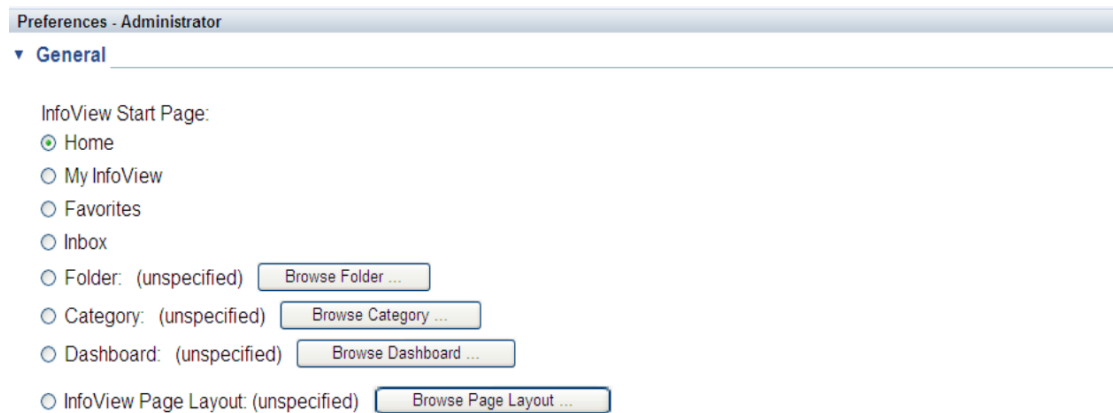 Preferences - Administrator
General
InfoView Start Page:
Home
My InfoView
Favorites
Inbox
Folder: (unspecified) Browse Folder ...
Category: (unspecified) Browse Category ...
Dashboard: (unspecified) Browse Dashboard ...
InfoView Page Layout: (unspecified) Browse Page Layout ...